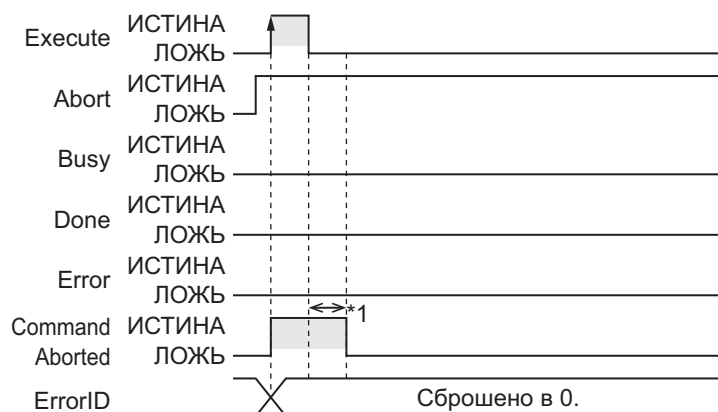 Execute ИСТИНА
ЛОЖЬ
Abort ИСТИНА
ЛОЖЬ
Busy ИСТИНА
ЛОЖЬ
Done ИСТИНА
ЛОЖЬ
Error ИСТИНА
ЛОЖЬ
*1
Command ИСТИНА
Aborted ЛОЖЬ
ErrorID Сброшено в 0.